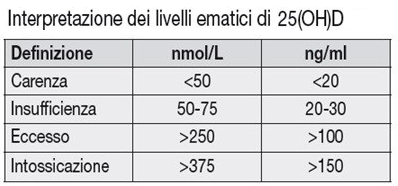 Interpretazione dei livelli ematici di 25(OH)D
Definizione nmol/L ng/ml
Carenza <50 <20
Insufficienza 50-75 20-30
Eccesso >250 >100
Intossicazione >375 >150